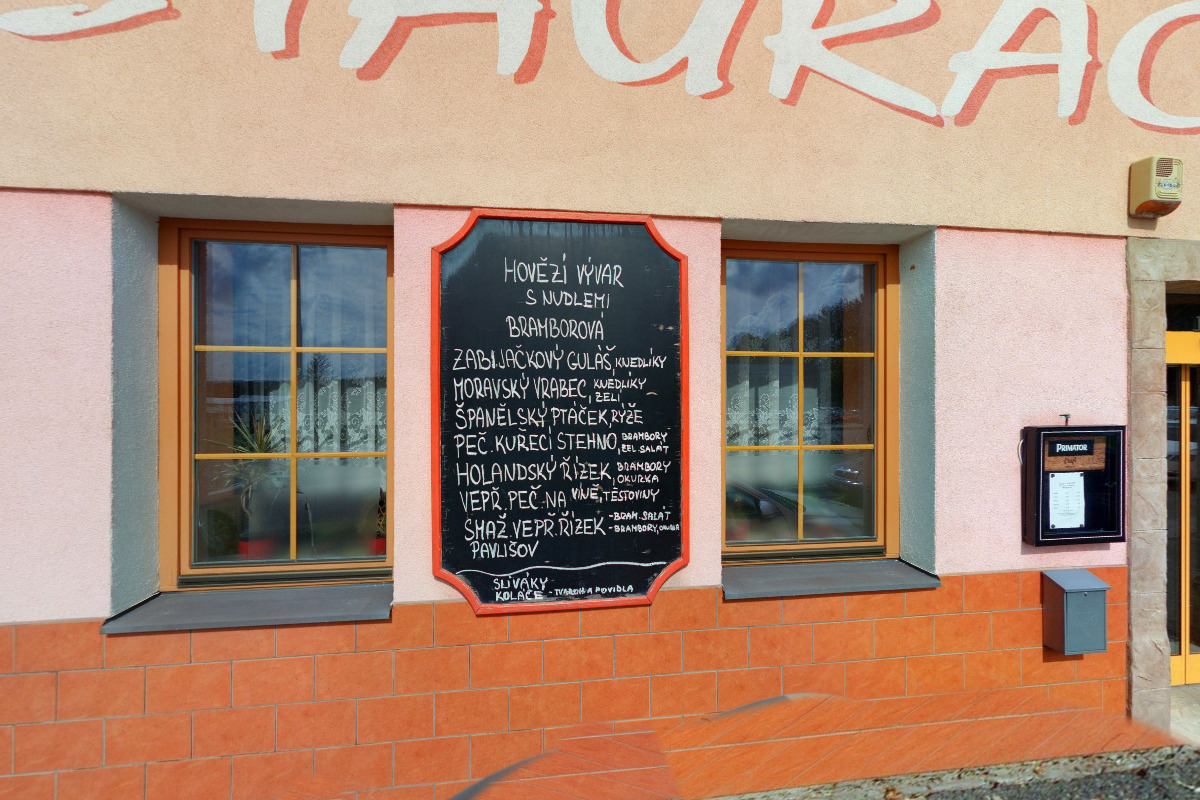 TAURAC
HOVĚZÍ VÝVAR
S NUDLEMI
BRAMBOROVÁ
ZABIJAČKOVÝ GULÁŠ, KNEDLÍKY
MORAVSKÝ VRABEC, KNEDLÍKY
ZELÍ
ŠPANĚLSKÝ PTÁČEK, RÝŽE
PEČ. KUŘECÍ STEHNO, BRAMBORY
ZEL. SALÁT
HOLANDSKÝ ŘÍZEK, BRAMBORY
OKURKA
VEPŘ. PEČ. NA VÍNĚ, TĚSTOVINY
SMAŽ. VEPŘ. ŘÍZEK - BRAM. SALÁT
- BRAMBORY, OKURKA
PAVLIŠOV
SLIVÁKY
KOLÁČE - TVAROH A POVIDLA
PRIMATOR